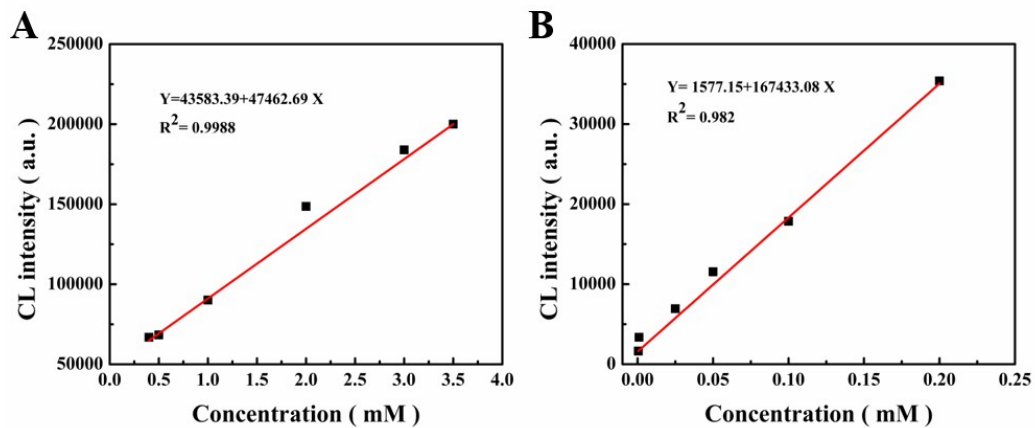 A
250000
200000
150000
100000
50000
Y=43583.39+47462.69 X
R²= 0.9988
CL intensity ( a.u. )
0.0 0.5 1.0 1.5 2.0 2.5 3.0 3.5 4.0
Concentration ( mM )
B
40000
30000
20000
10000
0
Y= 1577.15+167433.08 X
R²= 0.982
CL intensity ( a.u. )
0.00 0.05 0.10 0.15 0.20 0.25
Concentration ( mM )